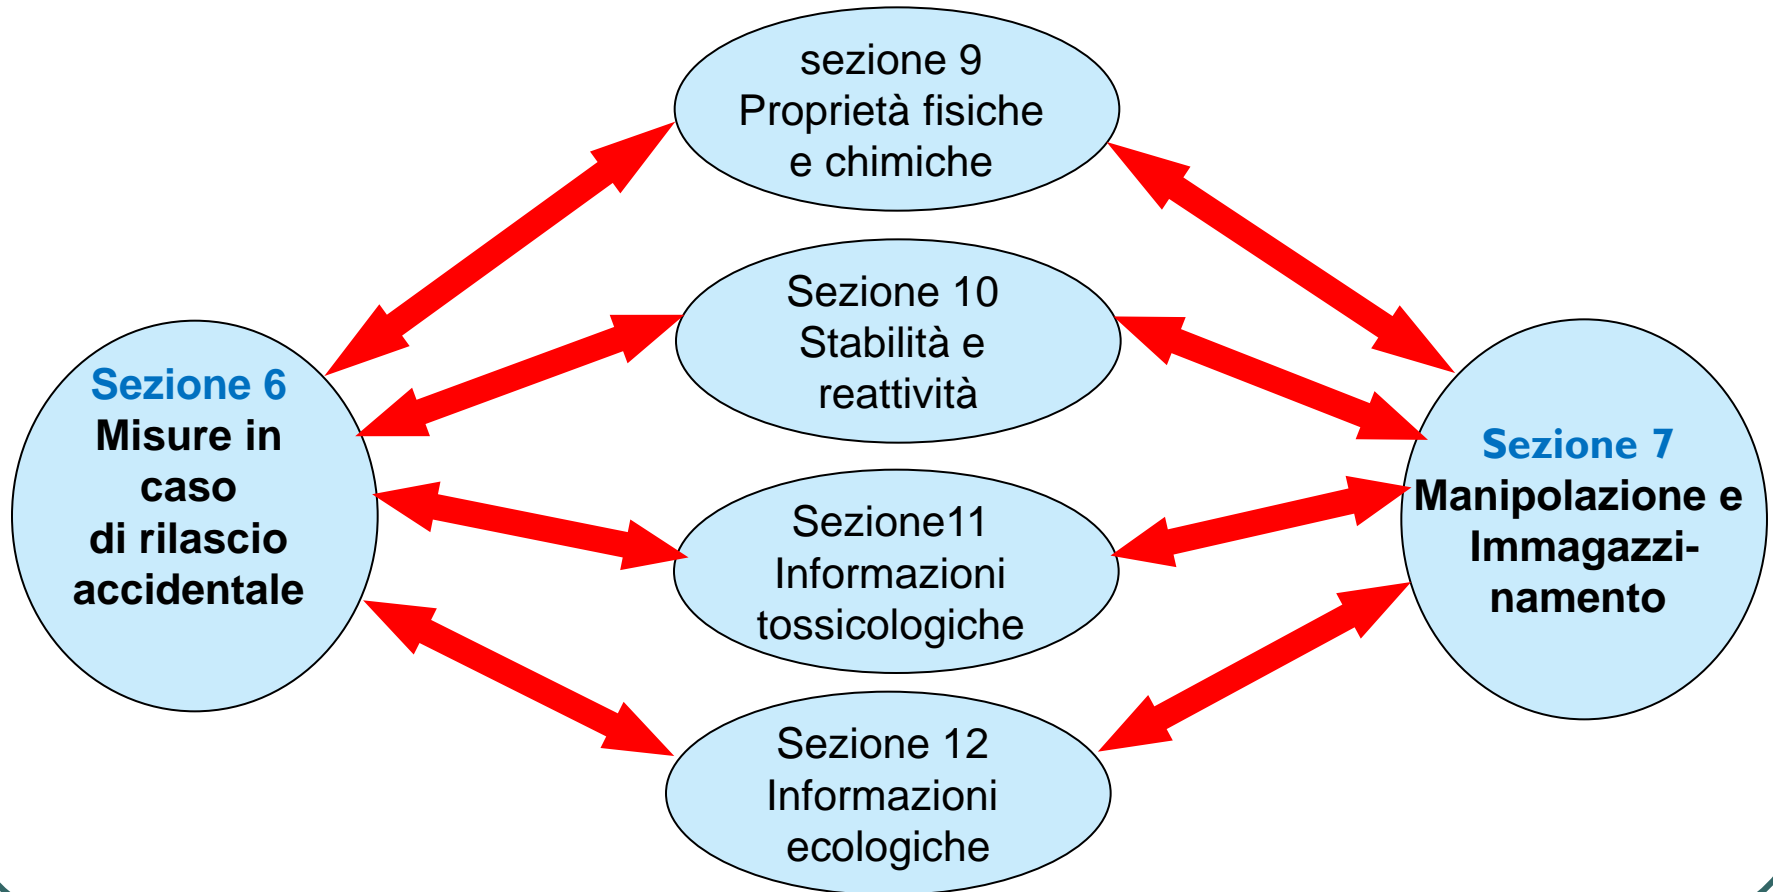 sezione 9
Proprietà fisiche
e chimiche
Sezione 10
Stabilità e
reattività
Sezione 6
Misure in
caso
di rilascio
accidentale
Sezione 7
Manipolazione e
Immagazzi-
namento
Sezione11
Informazioni
tossicologiche
Sezione 12
Informazioni
ecologiche